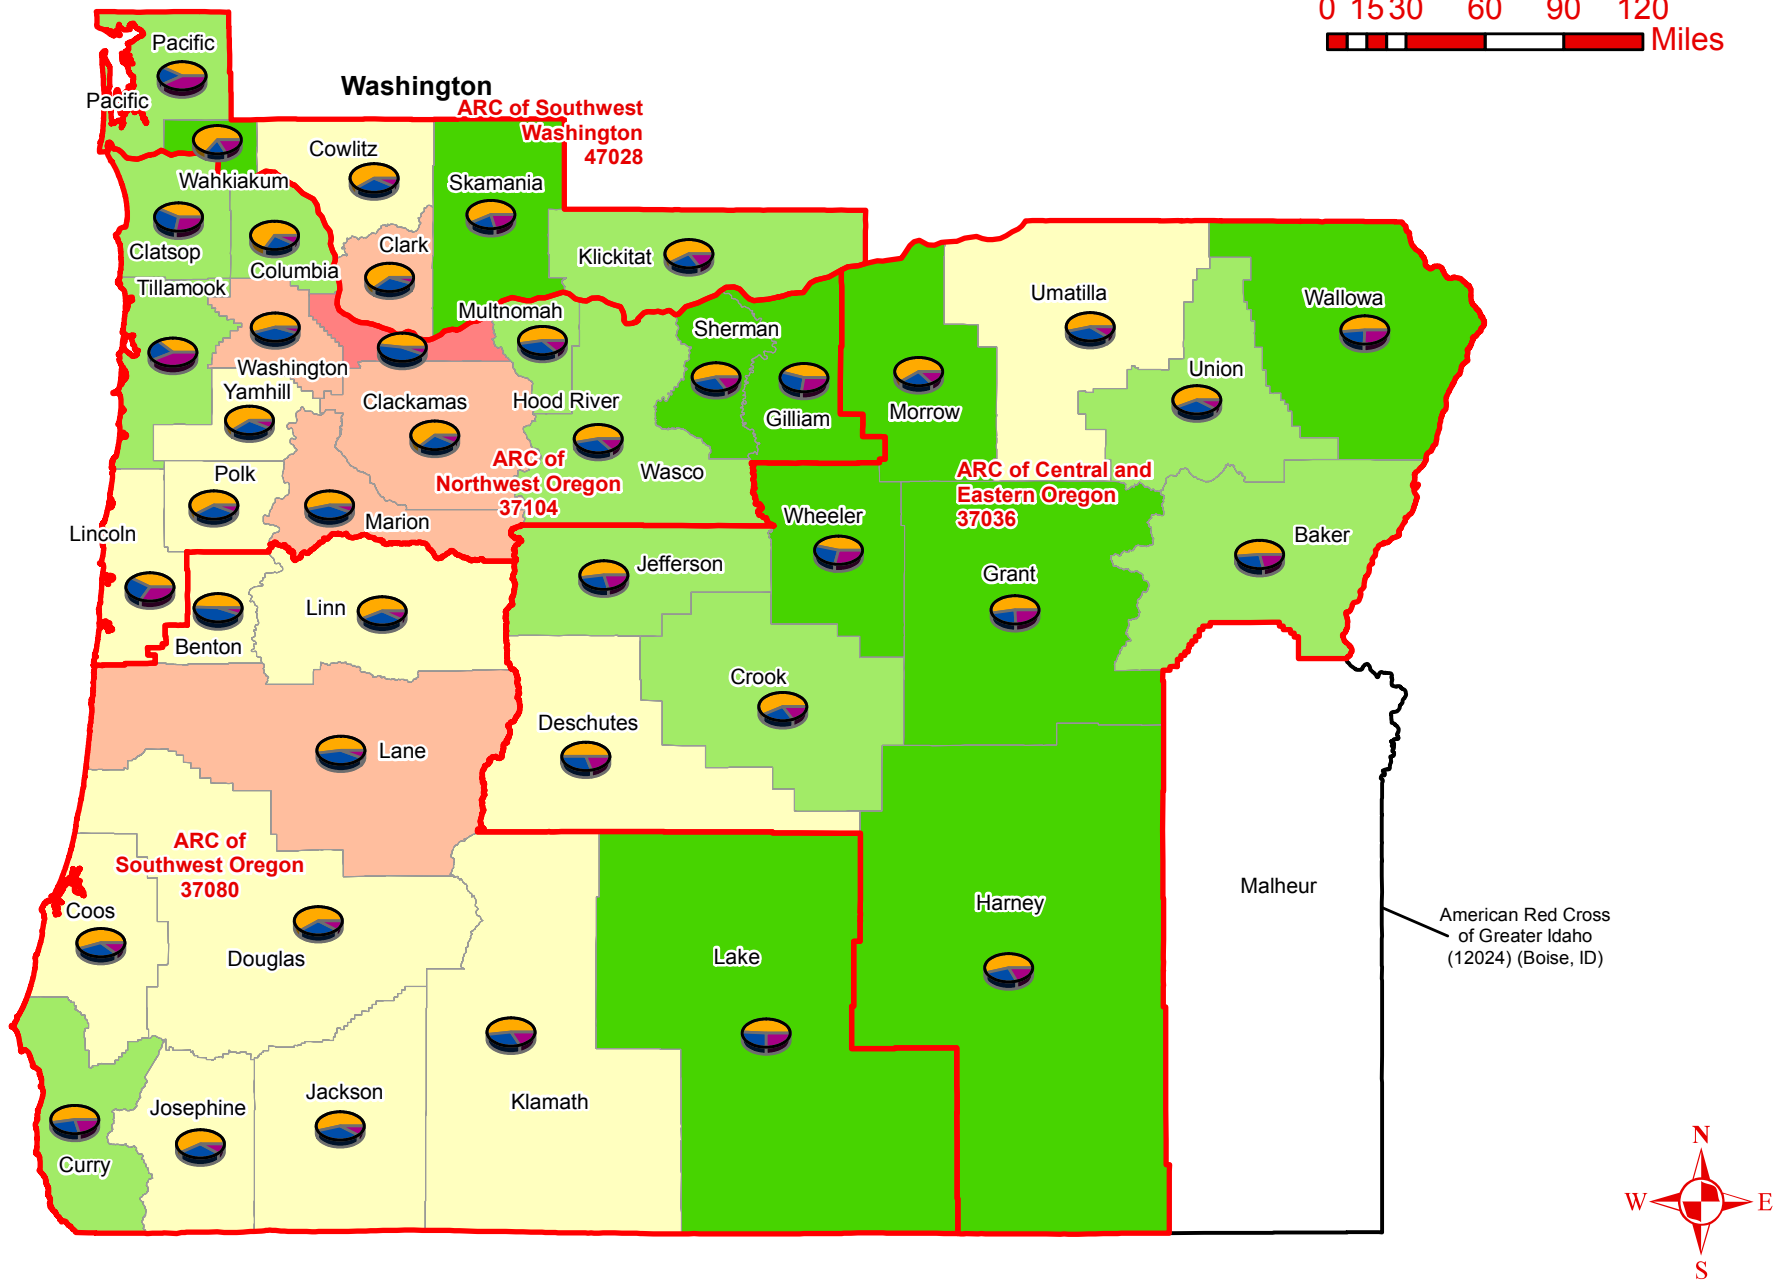 0 15 30 60 90 120
Miles
Pacific
Washington
Pacific
ARC of Southwest
Washington
47028
Cowlitz
Wahkiakum
Skamania
Clatsop
Clark
Klickitat
Columbia
Tillamook
Umatilla
Wallowa
Multnomah
Sherman
Washington
Union
Yamhill
Clackamas
Hood River
Gilliam
Morrow
ARC of
Northwest Oregon
37104
Polk
Wasco
ARC of Central and
Eastern Oregon
37036
Marion
Lincoln
Wheeler
Baker
Jefferson
Grant
Linn
Benton
Crook
Deschutes
Lane
ARC of
Southwest Oregon
37080
Malheur
Coos
Harney
American Red Cross
of Greater Idaho
(12024) (Boise, ID)
Douglas
Lake
Jackson
Klamath
Josephine
Curry
N
W E
S